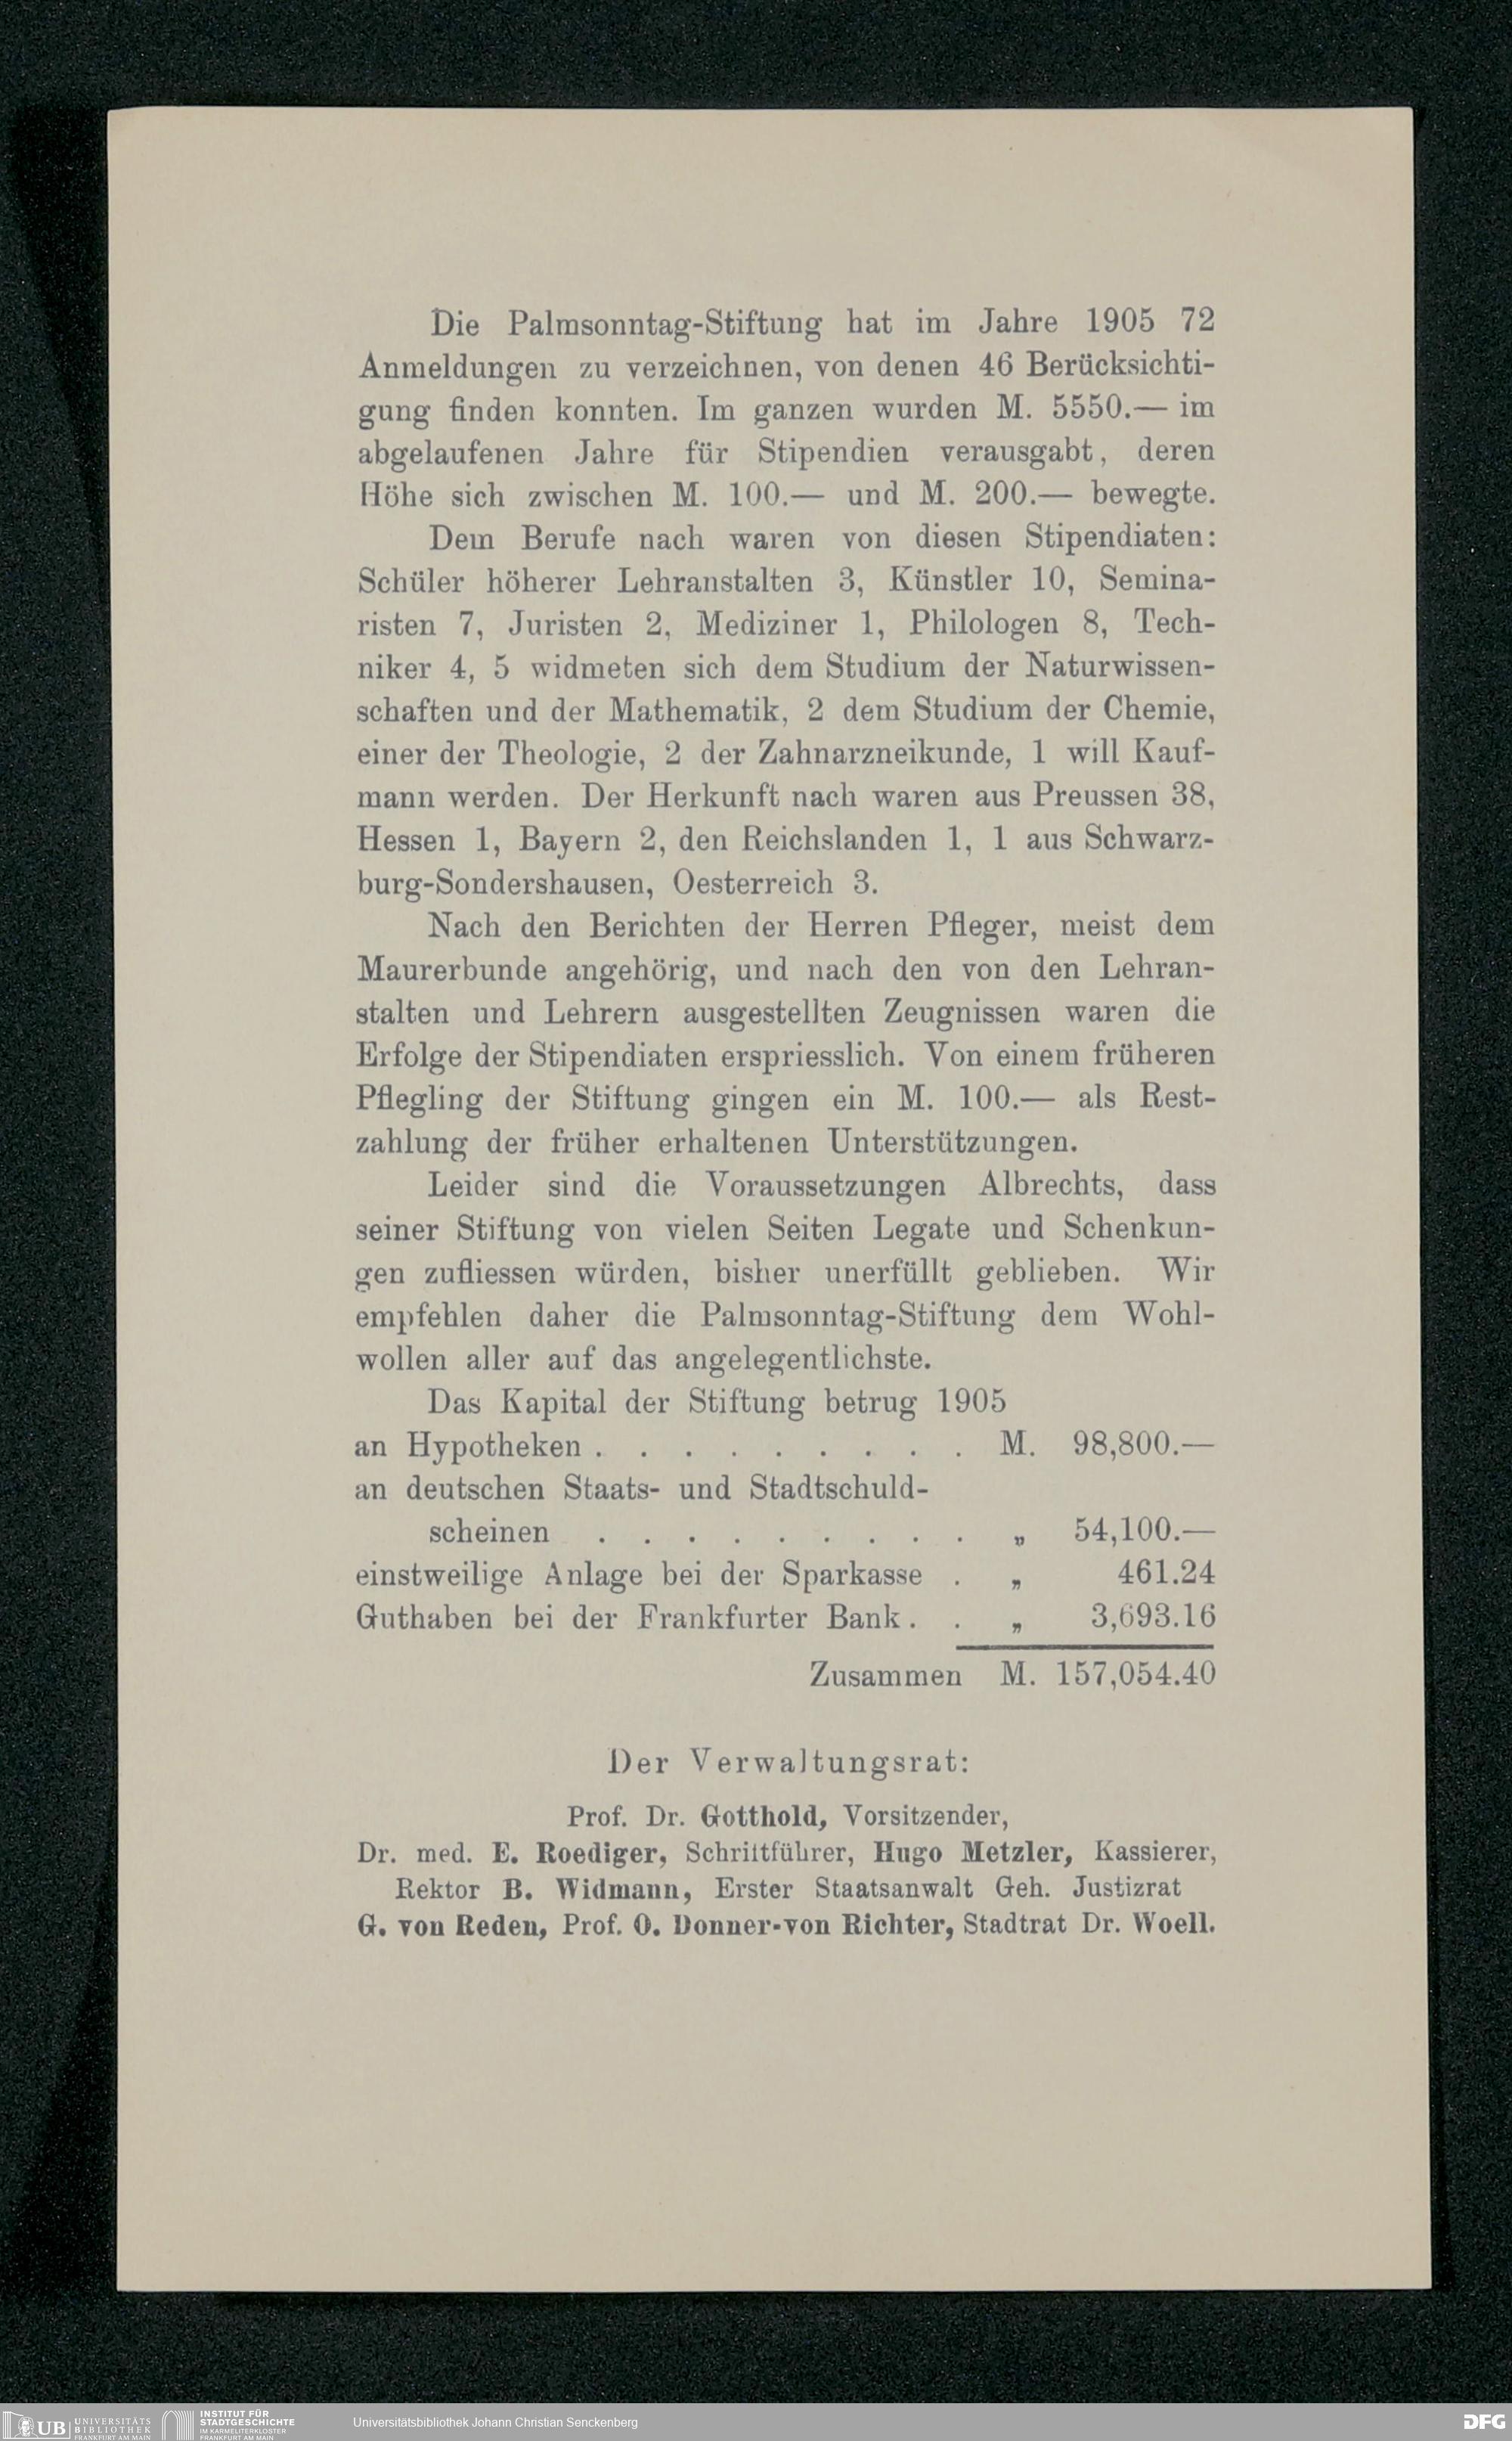 Die Palmsonntag-Stiftung hat im Jahre 1905 72
Anmeldungen zu verzeichnen, von denen 46 Berücksichti-
gung finden konnten. Im ganzen wurden M. 5550.— im
abgelaufenen Jahre für Stipendien verausgabt, deren
Höhe sich zwischen M. 100.— und M. 200.— bewegte.
Dem Berufe nach waren von diesen Stipendiaten:
Schüler höherer Lehranstalten 3, Künstler 10, Semina-
risten 7, Juristen 2, Mediziner 1, Philologen 8, Tech-
niker 4, 5 widmeten sich dem Studium der Naturwissen-
schaften und der Mathematik, 2 dem Studium der Chemie,
einer der Theologie, 2 der Zahnarzneikunde, 1 will Kauf-
mann werden. Der Herkunft nach waren aus Preussen 38,
Hessen 1, Bayern 2, den Reichslanden 1, 1 aus Schwarz-
burg-Sondershausen, Oesterreich 3.
Nach den Berichten der Herren Pfleger, meist dem
Maurerbunde angehörig, und nach den von den Lehran-
stalten und Lehrern ausgestellten Zeugnissen waren die
Erfolge der Stipendiaten erspriesslich. Von einem früheren
Pflegling der Stiftung gingen ein M. 100.— als Rest-
zahlung der früher erhaltenen Unterstützungen.
Leider sind die Voraussetzungen Albrechts, dass
seiner Stiftung von vielen Seiten Legate und Schenkun-
gen zufliessen würden, bisher unerfüllt geblieben. Wir
empfehlen daher die Palmsonntag-Stiftung dem Wohl-
wollen aller auf das angelegentlichste.
Das Kapital der Stiftung betrug 1905
an Hypotheken . . . . . . . . . M. 98,800.—
an deutschen Staats- und Stadtschuld-
scheinen . . . . . . . . . „ 54,100.—
einstweilige Anlage bei der Sparkasse . „ 461.24
Guthaben bei der Frankfurter Bank . . „ 3,693.16
Zusammen M. 157,054.40
Der Verwaltungsrat:
Prof. Dr. Gotthold, Vorsitzender,
Dr. med. E. Roediger, Schriftführer, Hugo Metzler, Kassierer,
Rektor B. Widmann, Erster Staatsanwalt Geh. Justizrat
G. von Reden, Prof. O. Donner-von Richter, Stadtrat Dr. Woell.
UB UNIVERSITÄTS
BIBLIOTHEK
FRANKFURT AM MAIN
INSTITUT FÜR
STADTGESCHICHTE
IM KARMELITERKLOSTER
FRANKFURT AM MAIN
Universitätsbibliothek Johann Christian Senckenberg
DFG